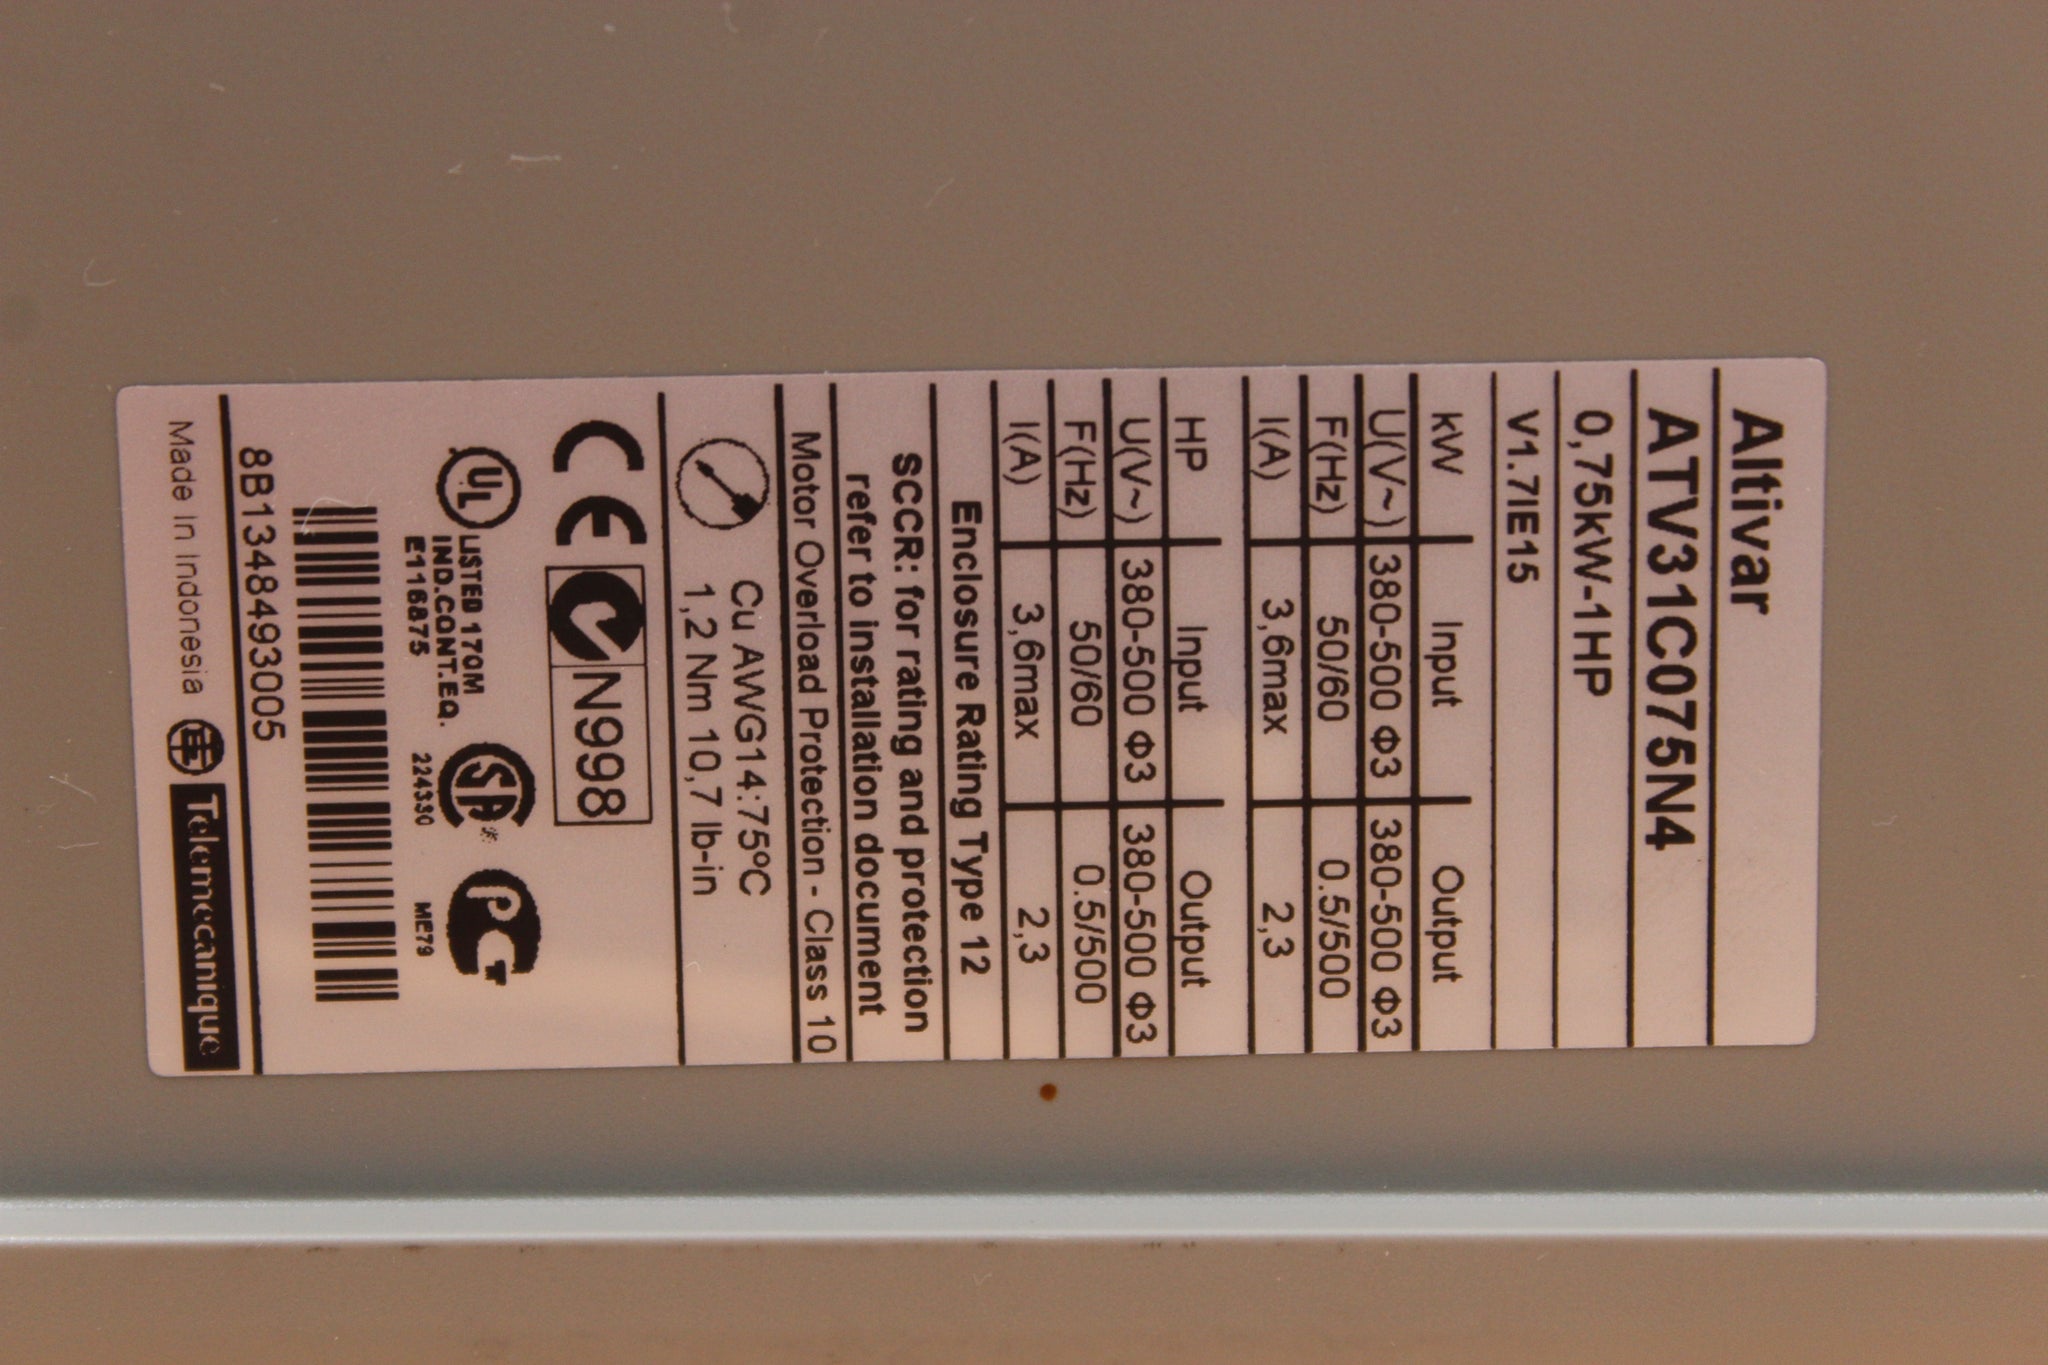 Altivar
ATV31C075N4
0,75kW-1HP
V1.7IE15
kW Input Output
U(V~) 380-500 Φ3 380-500 Φ3
F(Hz) 50/60 0.5/500
I(A) 3,6max 2,3
HP Input Output
U(V~) 380-500 Φ3 380-500 Φ3
F(Hz) 50/60 0.5/500
I(A) 3,6max 2,3
Enclosure Rating Type 12
SCCR: for rating and protection
refer to installation document
Motor Overload Protection - Class 10
Cu AWG14:75ºC
1,2 Nm 10,7 lb-in
CE N998
UL LISTED 170M
IND.CONT.EQ.
E116875
SA
224330
PCT
ME79
8B1348493005
Made in Indonesia TE Telemecanique